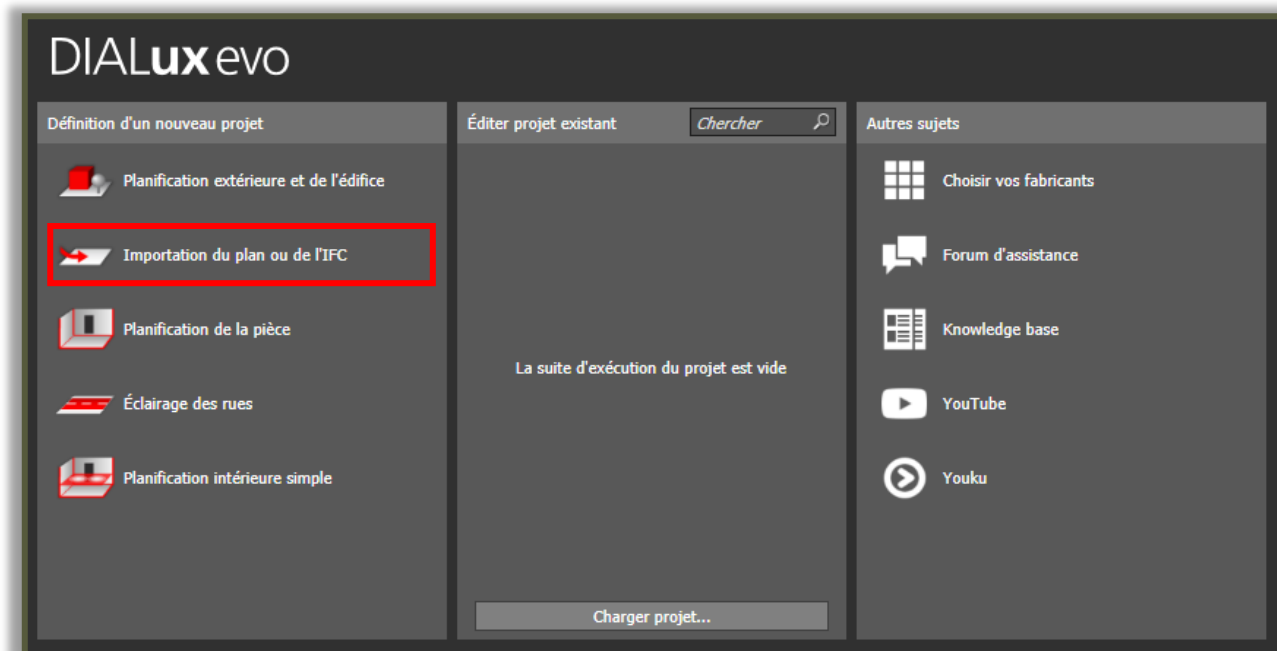 DIALux evo
Définition d'un nouveau projet
Planification extérieure et de l'édifice
Importation du plan ou de l'IFC
Planification de la pièce
Éclairage des rues
Planification intérieure simple
Éditer projet existant
Chercher
La suite d'exécution du projet est vide
Charger projet...
Autres sujets
Choisir vos fabricants
Forum d'assistance
Knowledge base
YouTube
Youku